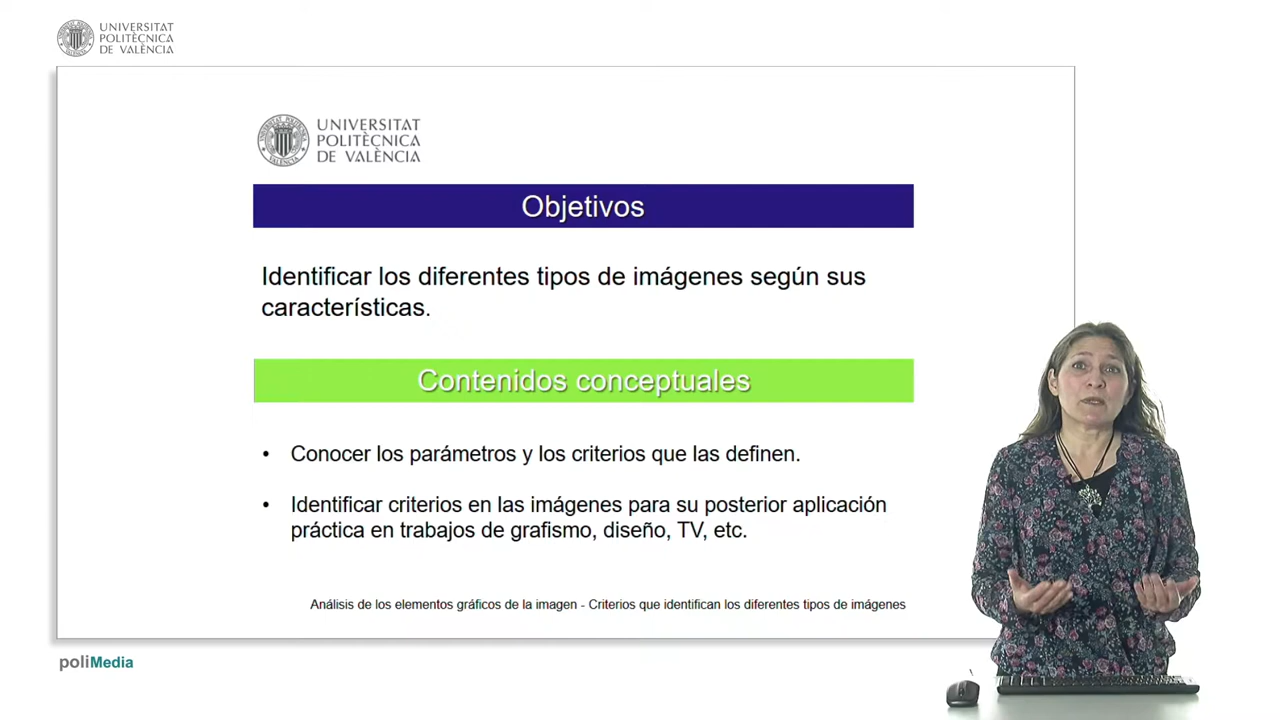 UNIVERSITAT
POLITÈCNICA
DE VALÈNCIA
UNIVERSITAT
POLITÈCNICA
DE VALÈNCIA
Objetivos
Identificar los diferentes tipos de imágenes según sus
características.
Contenidos conceptuales
• Conocer los parámetros y los criterios que las definen.
• Identificar criterios en las imágenes para su posterior aplicación
práctica en trabajos de grafismo, diseño, TV, etc.
Análisis de los elementos gráficos de la imagen - Criterios que identifican los diferentes tipos de imágenes
poliMedia